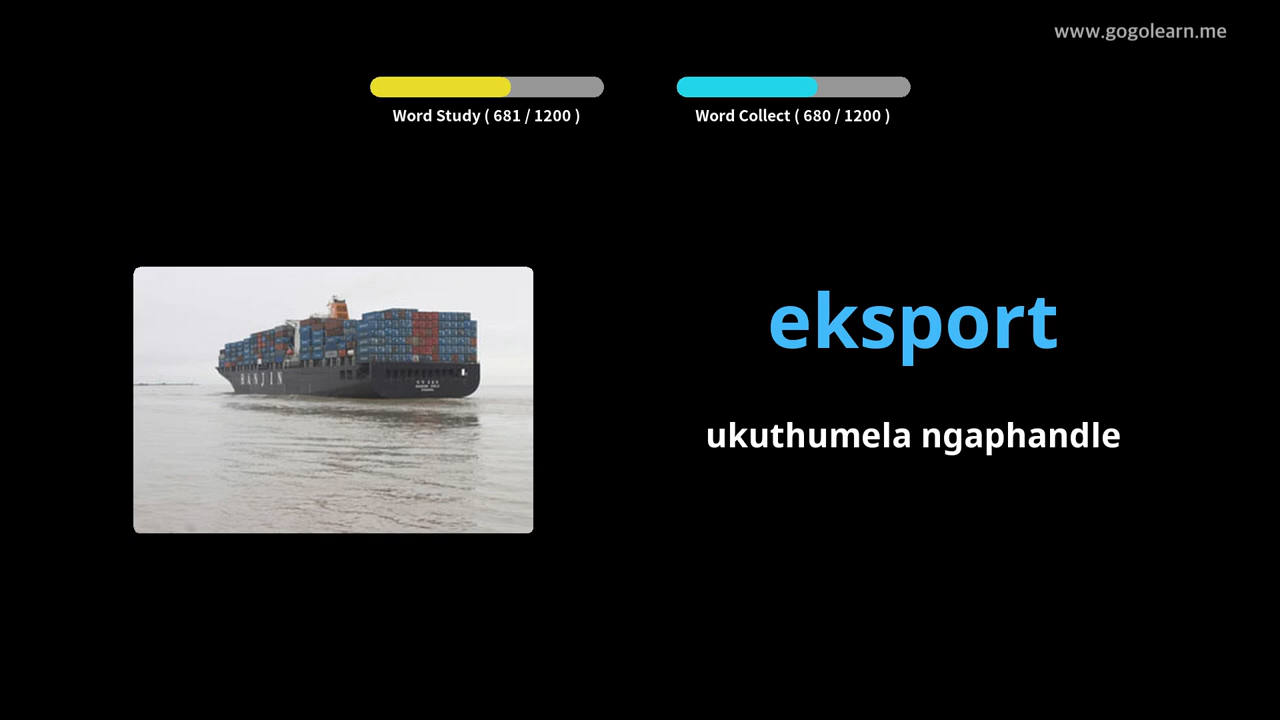 www.gogolearn.me
Word Study ( 681 / 1200 )
Word Collect ( 680 / 1200 )
eksport
HANJIN
ukuthumela ngaphandle